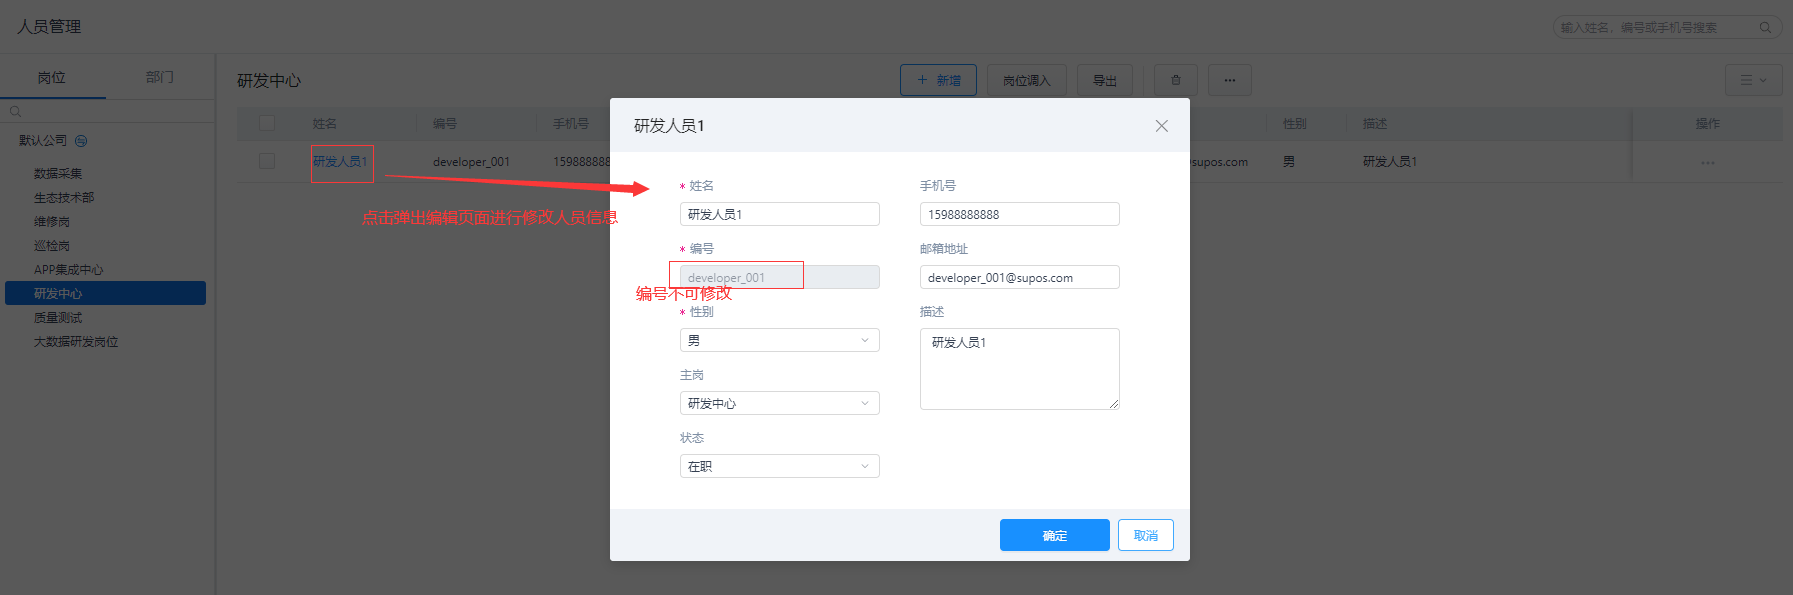 人员管理
输入姓名，编号或手机号搜索
岗位
部门
研发中心
新增
岗位调入
导出
默认公司
数据采集
生态技术部
维修岗
巡检岗
APP集成中心
研发中心
质量测试
大数据研发岗位
姓名
编号
手机号
性别
描述
操作
研发人员1
developer_001
15988888
supos.com
男
研发人员1
点击弹出编辑页面进行修改人员信息
研发人员1
* 姓名
手机号
研发人员1
15988888888
* 编号
邮箱地址
developer_001
developer_001@supos.com
编号不可修改
* 性别
描述
男
研发人员1
主岗
研发中心
状态
在职
确定
取消